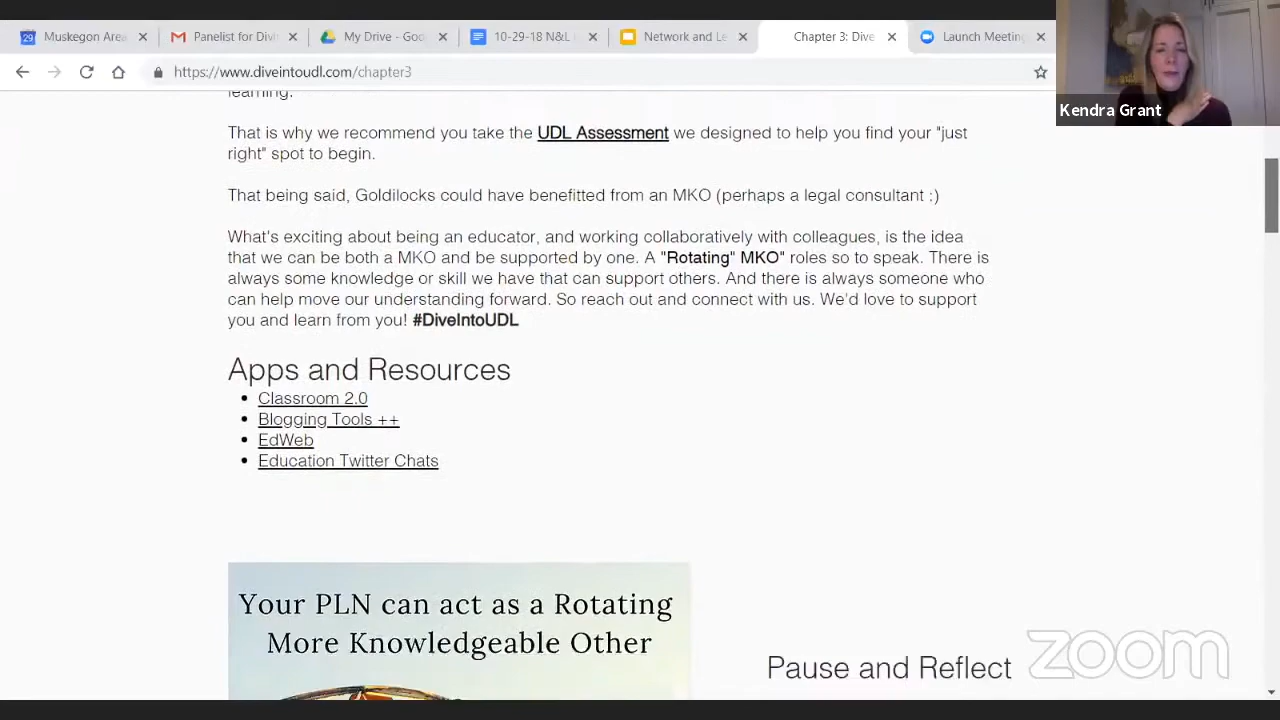 Muskegon Area
Panelist for Divi
My Drive - Goo
10-29-18 N&L
Network and Le
Chapter 3: Dive
Launch Meeting
https://www.diveintoudl.com/chapter3
Kendra Grant
learning.
That is why we recommend you take the UDL Assessment we designed to help you find your "just
right" spot to begin.
That being said, Goldilocks could have benefitted from an MKO (perhaps a legal consultant :)
What's exciting about being an educator, and working collaboratively with colleagues, is the idea
that we can be both a MKO and be supported by one. A "Rotating" MKO" roles so to speak. There is
always some knowledge or skill we have that can support others. And there is always someone who
can help move our understanding forward. So reach out and connect with us. We'd love to support
you and learn from you! #DiveIntoUDL
Apps and Resources
Classroom 2.0
Blogging Tools ++
EdWeb
Education Twitter Chats
Your PLN can act as a Rotating
More Knowledgeable Other
Pause and Reflect
zoom